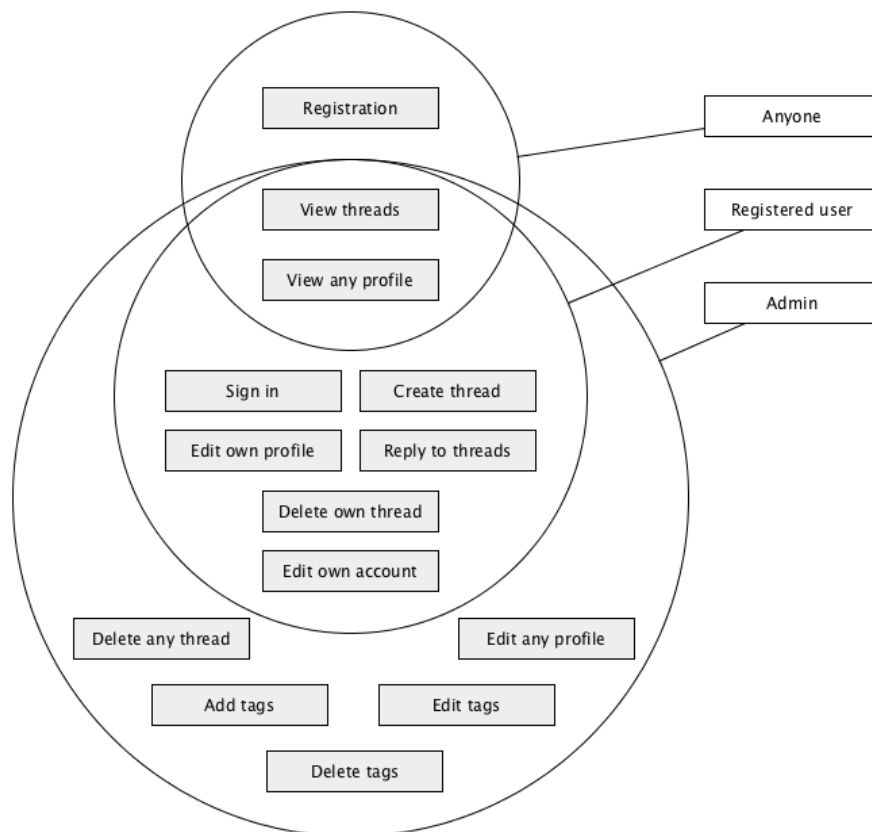 Registration
Anyone
View threads
Registered user
View any profile
Admin
Sign in
Create thread
Edit own profile
Reply to threads
Delete own thread
Edit own account
Delete any thread
Edit any profile
Add tags
Edit tags
Delete tags